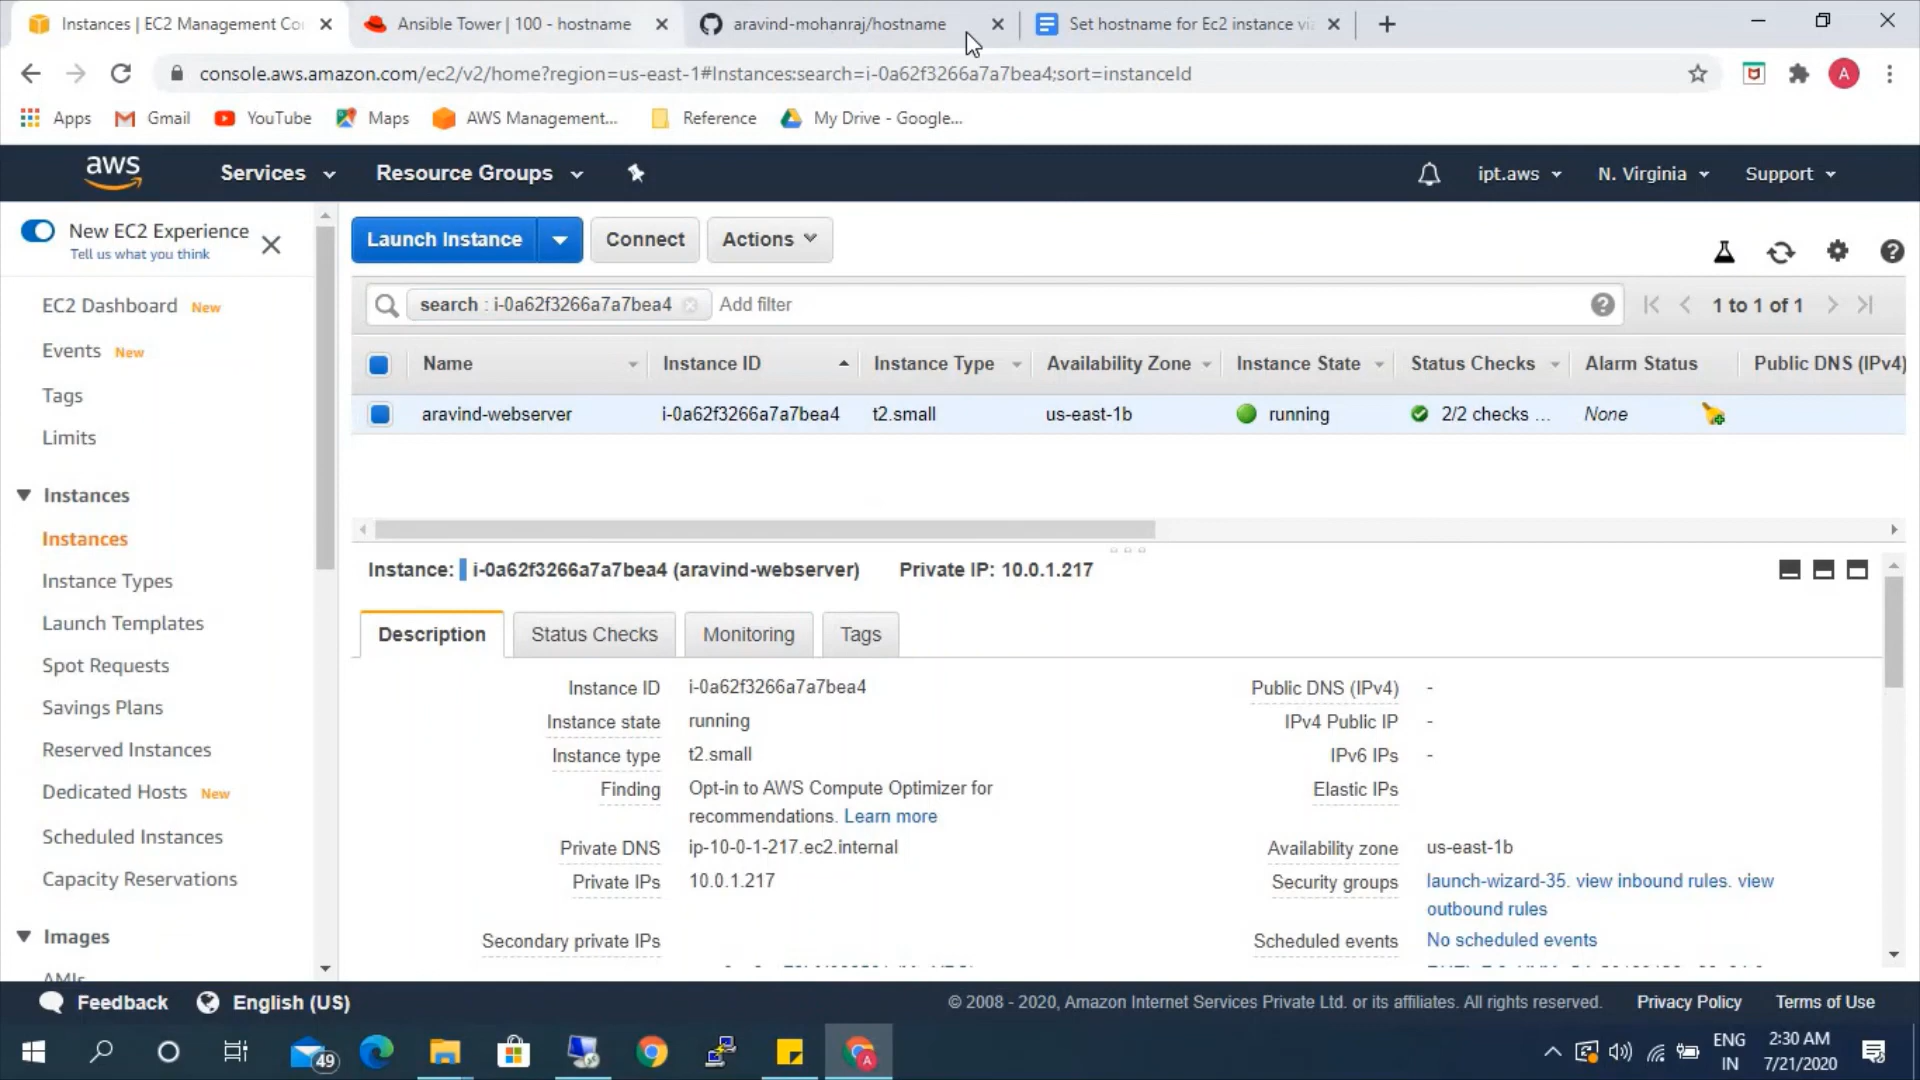 Instances | EC2 Management Co
Ansible Tower | 100 - hostname
aravind-mohanraj/hostname
Set hostname for Ec2 instance via
console.aws.amazon.com/ec2/v2/home?region=us-east-1#Instances:search=i-0a62f3266a7a7bea4;sort=instanceId
A
Apps
Gmail
YouTube
Maps
AWS Management...
Reference
My Drive - Google...
aws
Services
Resource Groups
ipt.aws
N. Virginia
Support
New EC2 Experience
Tell us what you think
EC2 Dashboard New
Events New
Tags
Limits
Instances
Instances
Instance Types
Launch Templates
Spot Requests
Savings Plans
Reserved Instances
Dedicated Hosts New
Scheduled Instances
Capacity Reservations
Images
AMIs
Launch Instance
Connect
Actions
search : i-0a62f3266a7a7bea4
Add filter
1 to 1 of 1
Name
Instance ID
Instance Type
Availability Zone
Instance State
Status Checks
Alarm Status
Public DNS (IPv4)
aravind-webserver
i-0a62f3266a7a7bea4
t2.small
us-east-1b
running
2/2 checks ...
None
Instance: i-0a62f3266a7a7bea4 (aravind-webserver) Private IP: 10.0.1.217
Description
Status Checks
Monitoring
Tags
Instance ID i-0a62f3266a7a7bea4
Instance state running
Instance type t2.small
Finding Opt-in to AWS Compute Optimizer for
recommendations. Learn more
Private DNS ip-10-0-1-217.ec2.internal
Private IPs 10.0.1.217
Secondary private IPs
Public DNS (IPv4) -
IPv4 Public IP -
IPv6 IPs -
Elastic IPs
Availability zone us-east-1b
Security groups launch-wizard-35. view inbound rules. view
outbound rules
Scheduled events No scheduled events
Feedback
English (US)
© 2008 - 2020, Amazon Internet Services Private Ltd. or its affiliates. All rights reserved.
Privacy Policy
Terms of Use
49
A
ENG
IN
2:30 AM
7/21/2020